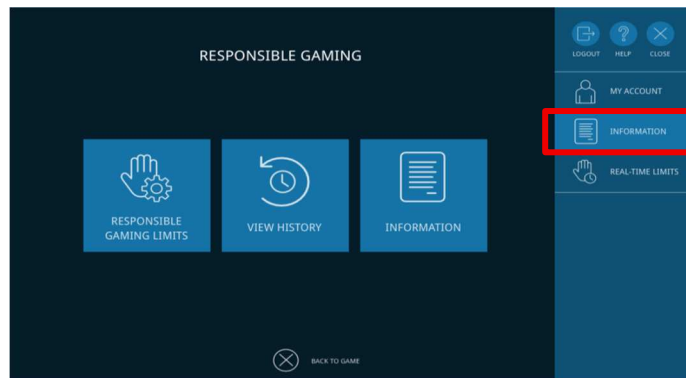 RESPONSIBLE GAMING
RESPONSIBLE
GAMING LIMITS
VIEW HISTORY
INFORMATION
BACK TO GAME
LOGOUT
HELP
CLOSE
MY ACCOUNT
INFORMATION
REAL-TIME LIMITS